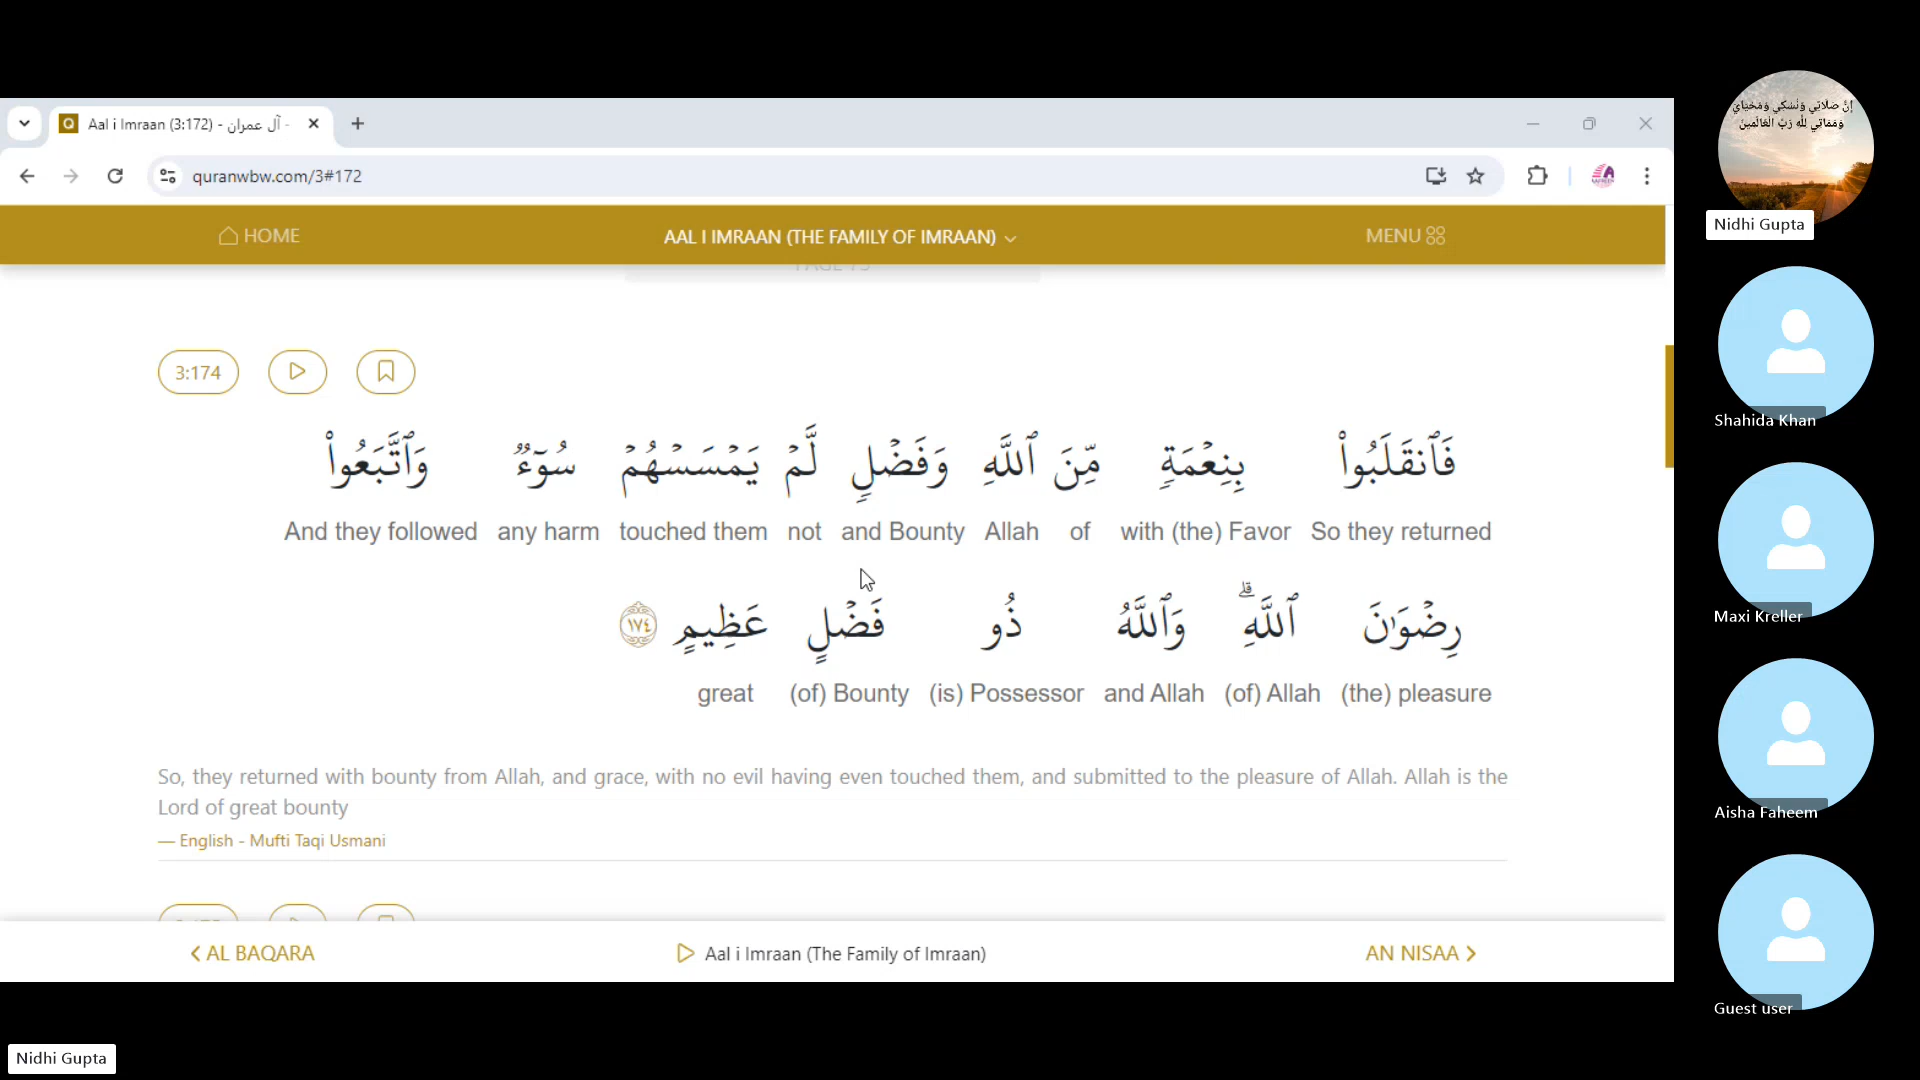 Aal i Imraan (3:172) - آل عمران -
quranwbw.com/3#172
HOME
AAL I IMRAAN (THE FAMILY OF IMRAAN)
MENU
3:174
فَٱنقَلَبُوا۟ بِنِعْمَةٍۢ مِّنَ ٱللَّهِ وَفَضْلٍۢ لَّمْ يَمْسَسْهُمْ سُوٓءٌۭ وَٱتَّبَعُوا۟
And they followed any harm touched them not and Bounty Allah of with (the) Favor So they returned
رِضْوَٰنَ ٱللَّهِ ۗ وَٱللَّهُ ذُو فَضْلٍ عَظِيمٍ ١٧٤
great (of) Bounty (is) Possessor and Allah (of) Allah (the) pleasure
So, they returned with bounty from Allah, and grace, with no evil having even touched them, and submitted to the pleasure of Allah. Allah is the
Lord of great bounty
— English - Mufti Taqi Usmani
AL BAQARA
Aal i Imraan (The Family of Imraan)
AN NISAA
إِنَّ صَلَاتِي وَنُسُكِي وَمَحْيَايَ
وَمَمَاتِي لِلَّهِ رَبِّ الْعَالَمِينَ
Nidhi Gupta
Shahida Khan
Maxi Kreller
Aisha Faheem
Guest user
Nidhi Gupta